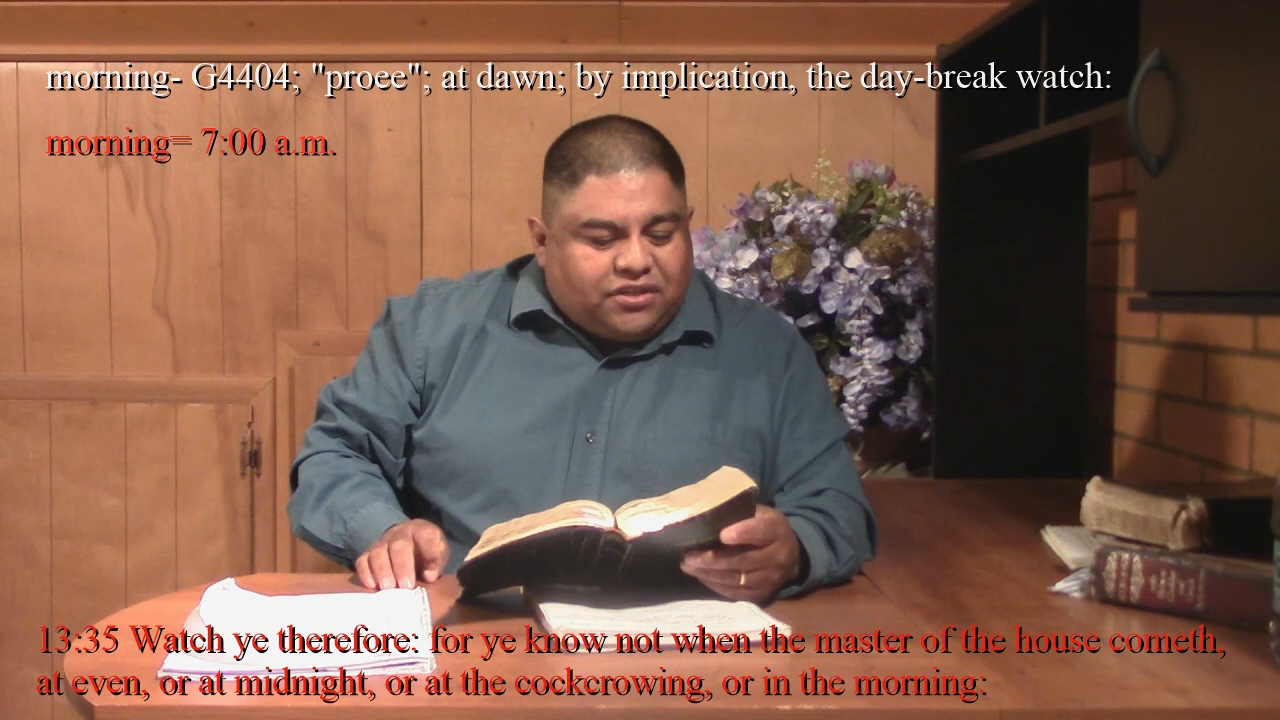 morning- G4404; "proee"; at dawn; by implication, the day-break watch:
morning= 7:00 a.m.
13:35 Watch ye therefore: for ye know not when the master of the house cometh,
at even, or at midnight, or at the cockcrowing, or in the morning: